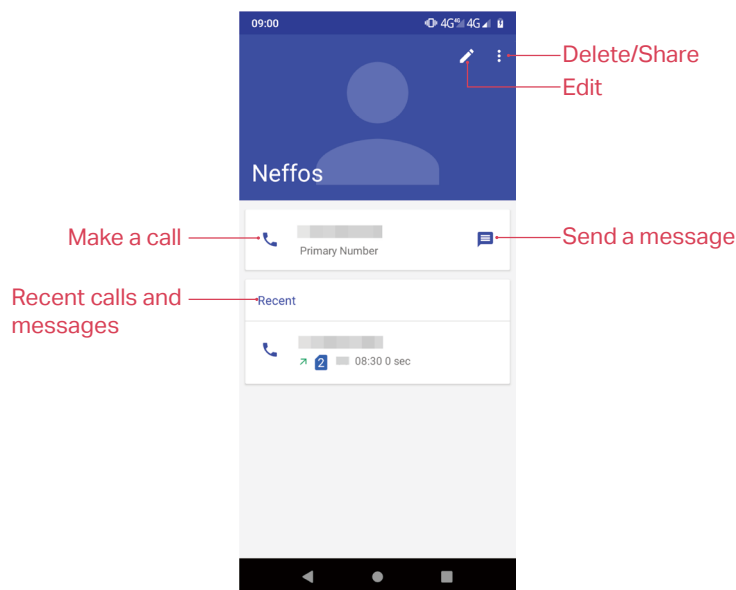 09:00 4G 4G 4G
Delete/Share
Edit
Neffos
Make a call
Primary Number
Send a message
Recent calls and
messages
Recent
2 08:30 0 sec